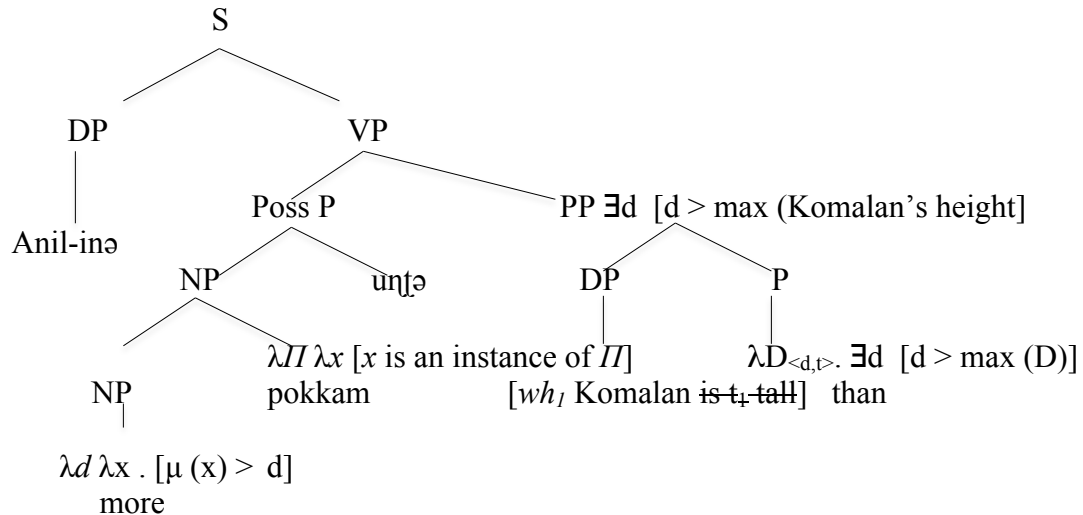 S
DP VP
Poss P PP ∃d [d > max (Komalan’s height]
Anil-inə
NP uɳʈə DP P
λΠ λx [x is an instance of Π] λD<d,t>. ∃d [d > max (D)]
NP pokkam [wh1 Komalan is t1 tall] than
λd λx . [μ (x) > d]
more